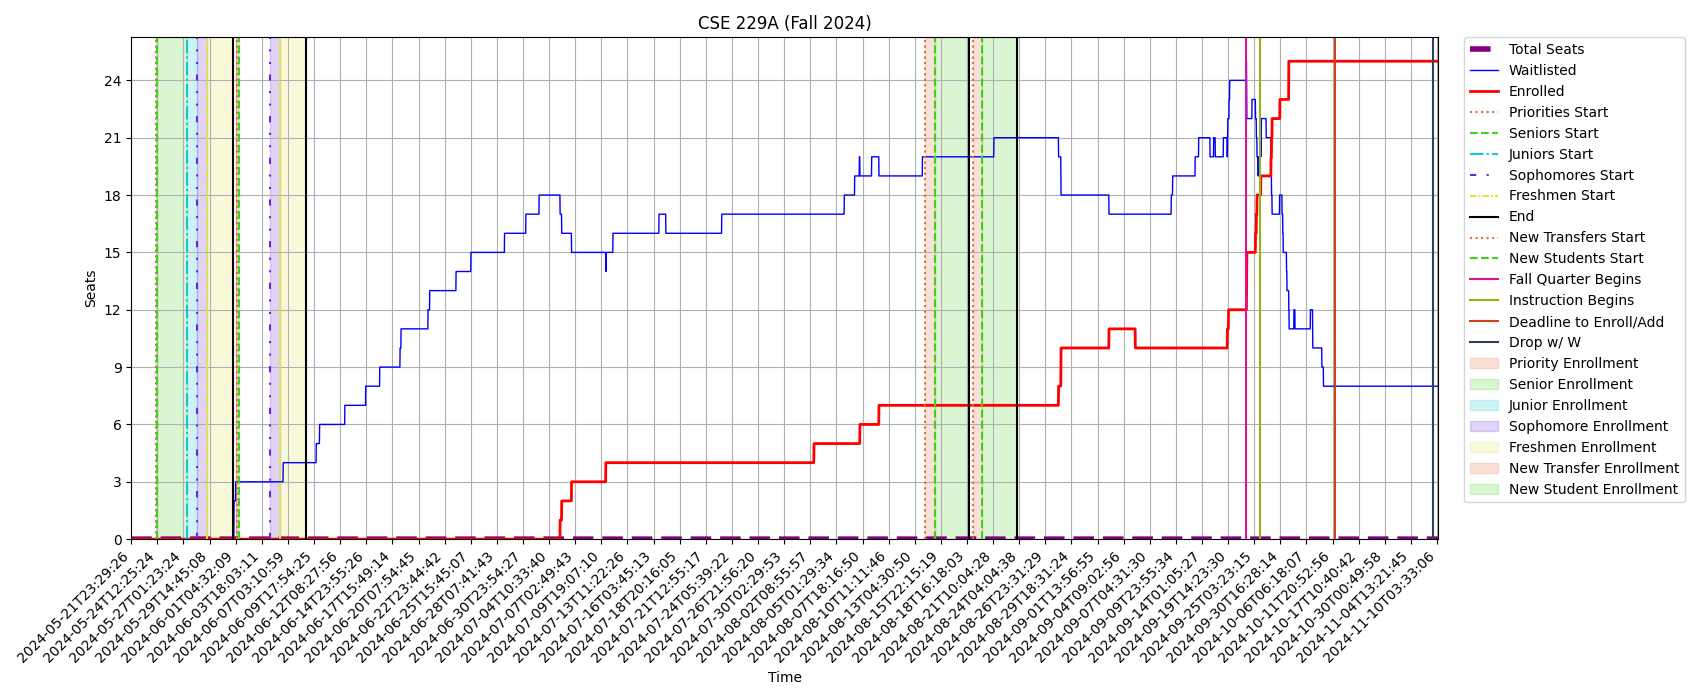 CSE 229A (Fall 2024)
Seats
24
21
18
15
12
9
6
3
0
2024-05-21T23:29:26
2024-05-24T12:25:24
2024-05-27T01:23:24
2024-05-29T14:45:08
2024-06-01T04:32:09
2024-06-03T18:03:11
2024-06-07T03:10:59
2024-06-09T17:54:25
2024-06-12T08:27:56
2024-06-14T23:55:26
2024-06-17T15:49:14
2024-06-20T07:54:45
2024-06-22T23:44:42
2024-06-25T15:45:07
2024-06-28T07:41:43
2024-06-30T23:54:27
2024-07-04T10:33:40
2024-07-07T02:49:43
2024-07-09T19:07:10
2024-07-13T11:22:26
2024-07-16T03:45:13
2024-07-18T20:16:05
2024-07-21T12:55:17
2024-07-24T05:39:22
2024-07-26T21:56:20
2024-07-30T02:29:53
2024-08-02T18:55:57
2024-08-05T01:29:34
2024-08-07T18:16:50
2024-08-10T11:11:46
2024-08-13T04:30:50
2024-08-15T22:15:19
2024-08-18T16:18:03
2024-08-21T10:04:28
2024-08-24T04:04:38
2024-08-26T23:31:29
2024-08-29T18:31:24
2024-09-01T13:56:55
2024-09-04T09:02:56
2024-09-07T04:31:30
2024-09-09T23:55:34
2024-09-14T01:05:27
2024-09-19T14:23:30
2024-09-25T03:23:15
2024-09-30T16:28:14
2024-10-06T06:18:07
2024-10-11T20:52:56
2024-10-17T10:40:42
2024-10-30T00:49:58
2024-11-04T13:21:45
2024-11-10T03:33:06
Time
Total Seats
Waitlisted
Enrolled
Priorities Start
Seniors Start
Juniors Start
Sophomores Start
Freshmen Start
End
New Transfers Start
New Students Start
Fall Quarter Begins
Instruction Begins
Deadline to Enroll/Add
Drop w/ W
Priority Enrollment
Senior Enrollment
Junior Enrollment
Sophomore Enrollment
Freshmen Enrollment
New Transfer Enrollment
New Student Enrollment